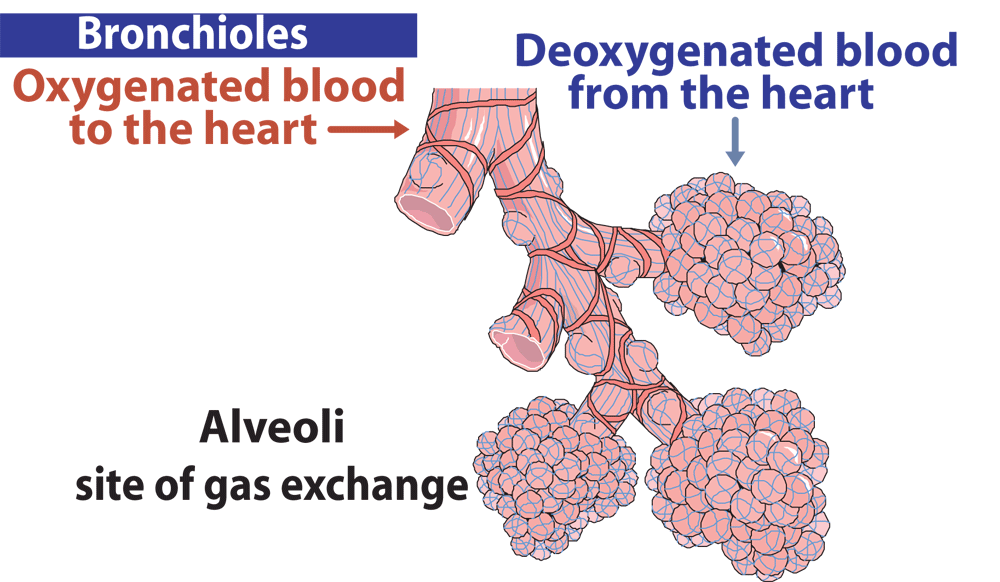 Bronchioles
Oxygenated blood
to the heart
Deoxygenated blood
from the heart
Alveoli
site of gas exchange